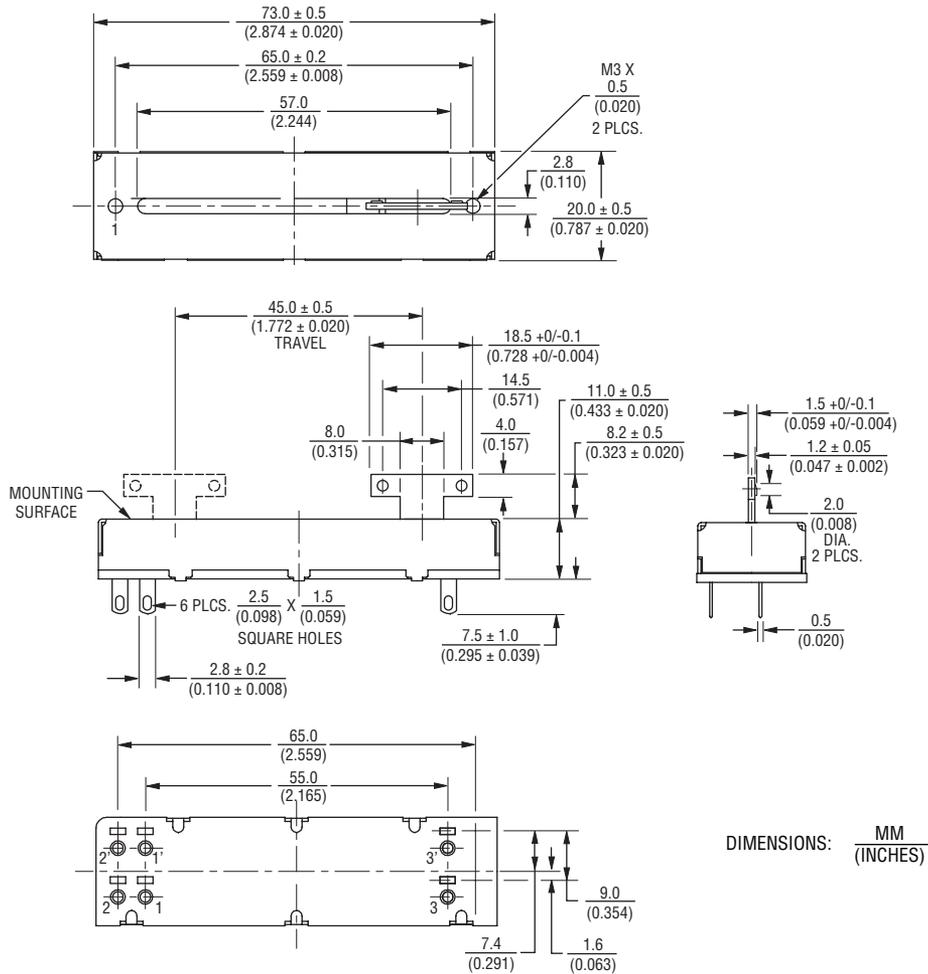 73.0 ± 0.5
(2.874 ± 0.020)
65.0 ± 0.2
(2.559 ± 0.008)
57.0
(2.244)
M3 X
0.5
(0.020)
2 PLCS.
2.8
(0.110)
20.0 ± 0.5
(0.787 ± 0.020)
1
45.0 ± 0.5
(1.772 ± 0.020)
TRAVEL
18.5 +0/-0.1
(0.728 +0/-0.004)
14.5
(0.571)
11.0 ± 0.5
(0.433 ± 0.020)
8.0
(0.315)
4.0
(0.157)
8.2 ± 0.5
(0.323 ± 0.020)
1.5 +0/-0.1
(0.059 +0/-0.004)
1.2 ± 0.05
(0.047 ± 0.002)
MOUNTING
SURFACE
2.0
(0.008)
DIA.
2 PLCS.
6 PLCS. 2.5 X 1.5
(0.098) (0.059)
SQUARE HOLES
7.5 ± 1.0
(0.295 ± 0.039)
0.5
(0.020)
2.8 ± 0.2
(0.110 ± 0.008)
65.0
(2.559)
55.0
(2.165)
2' 1' 3'
2 1 3
DIMENSIONS: MM
(INCHES)
9.0
(0.354)
7.4
(0.291)
1.6
(0.063)